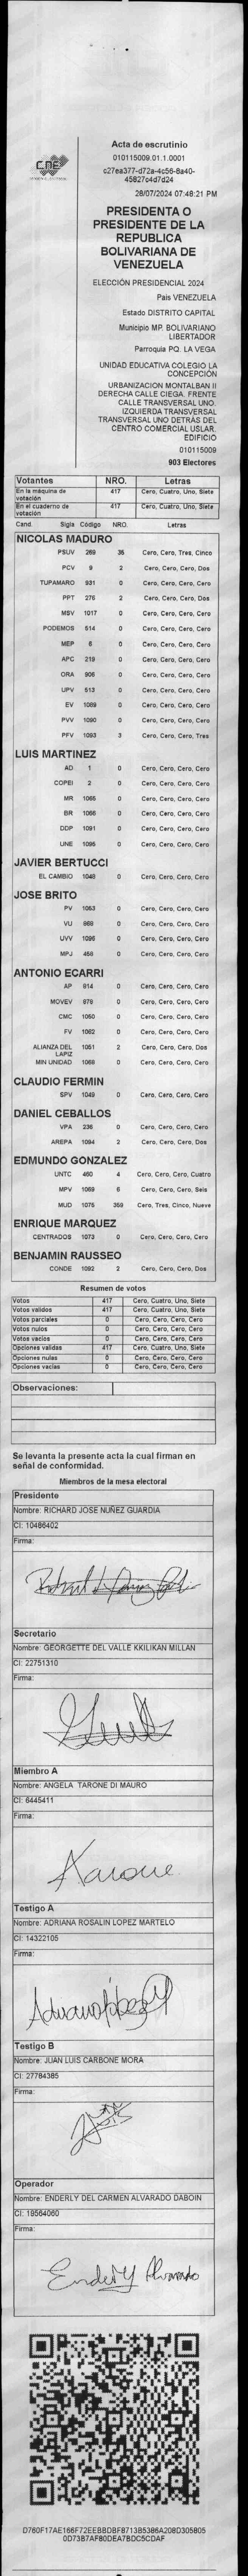 CNE
Acta de escrutinio
010115009.01.1.0001
c27ea377-d72a-4c56-8a40-
45827c4d7d24
28/07/2024 07:48:21 PM
PRESIDENTA O
PRESIDENTE DE LA
REPUBLICA
BOLIVARIANA DE
VENEZUELA
ELECCIÓN PRESIDENCIAL 2024
Pais VENEZUELA
Estado DISTRITO CAPITAL
Municipio MP. BOLIVARIANO
LIBERTADOR
Parroquia PQ. LA VEGA
UNIDAD EDUCATIVA COLEGIO LA
CONCEPCIÓN
URBANIZACION MONTALBAN II
DERECHA CALLE CIEGA. FRENTE
CALLE TRANSVERSAL UNO.
IZQUIERDA TRANSVERSAL
TRANSVERSAL UNO DETRÁS DEL
CENTRO COMERCIAL USLAR.
EDIFICIO
010115009
903 Electores
Votantes NRO. Letras
En la máquina de votación 417 Cero, Cuatro, Uno, Siete
En el cuaderno de votación 417 Cero, Cuatro, Uno, Siete
Cand. Sigla Código NRO. Letras
NICOLAS MADURO
PSUV 269 35 Cero, Cero, Tres, Cinco
PCV 9 2 Cero, Cero, Cero, Dos
TUPAMARO 931 0 Cero, Cero, Cero, Cero
PPT 275 2 Cero, Cero, Cero, Dos
MSV 1017 0 Cero, Cero, Cero, Cero
PODEMOS 514 0 Cero, Cero, Cero, Cero
MEP 6 0 Cero, Cero, Cero, Cero
APC 219 0 Cero, Cero, Cero, Cero
ORA 906 0 Cero, Cero, Cero, Cero
UPV 513 0 Cero, Cero, Cero, Cero
EV 1089 0 Cero, Cero, Cero, Cero
PVV 1090 0 Cero, Cero, Cero, Cero
PFV 1093 3 Cero, Cero, Cero, Tres
LUIS MARTINEZ
AD 1 0 Cero, Cero, Cero, Cero
COPEI 2 0 Cero, Cero, Cero, Cero
MR 1065 0 Cero, Cero, Cero, Cero
BR 1066 0 Cero, Cero, Cero, Cero
DDP 1091 0 Cero, Cero, Cero, Cero
UNE 1095 0 Cero, Cero, Cero, Cero
JAVIER BERTUCCI
EL CAMBIO 1048 0 Cero, Cero, Cero, Cero
JOSE BRITO
PV 1053 0 Cero, Cero, Cero, Cero
VU 868 0 Cero, Cero, Cero, Cero
UVV 1096 0 Cero, Cero, Cero, Cero
MPJ 458 0 Cero, Cero, Cero, Cero
ANTONIO ECARRI
AP 814 0 Cero, Cero, Cero, Cero
MOVEV 979 0 Cero, Cero, Cero, Cero
CMC 1050 0 Cero, Cero, Cero, Cero
FV 1062 0 Cero, Cero, Cero, Cero
ALIANZA DEL LAPIZ 1051 2 Cero, Cero, Cero, Dos
MIN UNIDAD 1068 0 Cero, Cero, Cero, Cero
CLAUDIO FERMIN
SPV 1049 0 Cero, Cero, Cero, Cero
DANIEL CEBALLOS
VPA 236 0 Cero, Cero, Cero, Cero
AREPA 1094 2 Cero, Cero, Cero, Dos
EDMUNDO GONZALEZ
UNTC 460 4 Cero, Cero, Cero, Cuatro
MPV 1059 6 Cero, Cero, Cero, Seis
MUD 1075 359 Cero, Tres, Cinco, Nueve
ENRIQUE MARQUEZ
CENTRADOS 1073 0 Cero, Cero, Cero, Cero
BENJAMIN RAUSSEO
CONDE 1092 2 Cero, Cero, Cero, Dos
Resumen de votos
Votos 417 Cero, Cuatro, Uno, Siete
Votos validos 417 Cero, Cuatro, Uno, Siete
Votos parciales 0 Cero, Cero, Cero, Cero
Votos nulos 0 Cero, Cero, Cero, Cero
Votos vacios 0 Cero, Cero, Cero, Cero
Opciones validas 417 Cero, Cuatro, Uno, Siete
Opciones nulas 0 Cero, Cero, Cero, Cero
Opciones vacias 0 Cero, Cero, Cero, Cero
Observaciones:
Se levanta la presente acta la cual firman en
señal de conformidad.
Miembros de la mesa electoral
Presidente
Nombre: RICHARD JOSE NUÑEZ GUARDIA
CI: 10486402
Firma:
Secretario
Nombre: GEORGETTE DEL VALLE KKILIKAN MILLAN
CI: 22751310
Firma:
Miembro A
Nombre: ANGELA TARONE DI MAURO
CI: 6445411
Firma:
Tarone
Testigo A
Nombre: ADRIANA ROSALIN LOPEZ MARTELO
CI: 14322105
Firma:
Testigo B
Nombre: JUAN LUIS CARBONE MORA
CI: 27784385
Firma:
Operador
Nombre: ENDERLY DEL CARMEN ALVARADO DABOIN
CI: 19564060
Firma:
Enderly Alvarado
D760F17AE166F72EEBBDBF8713B5386A208D305805
0D7387AF80DEA7BDC5CDAF